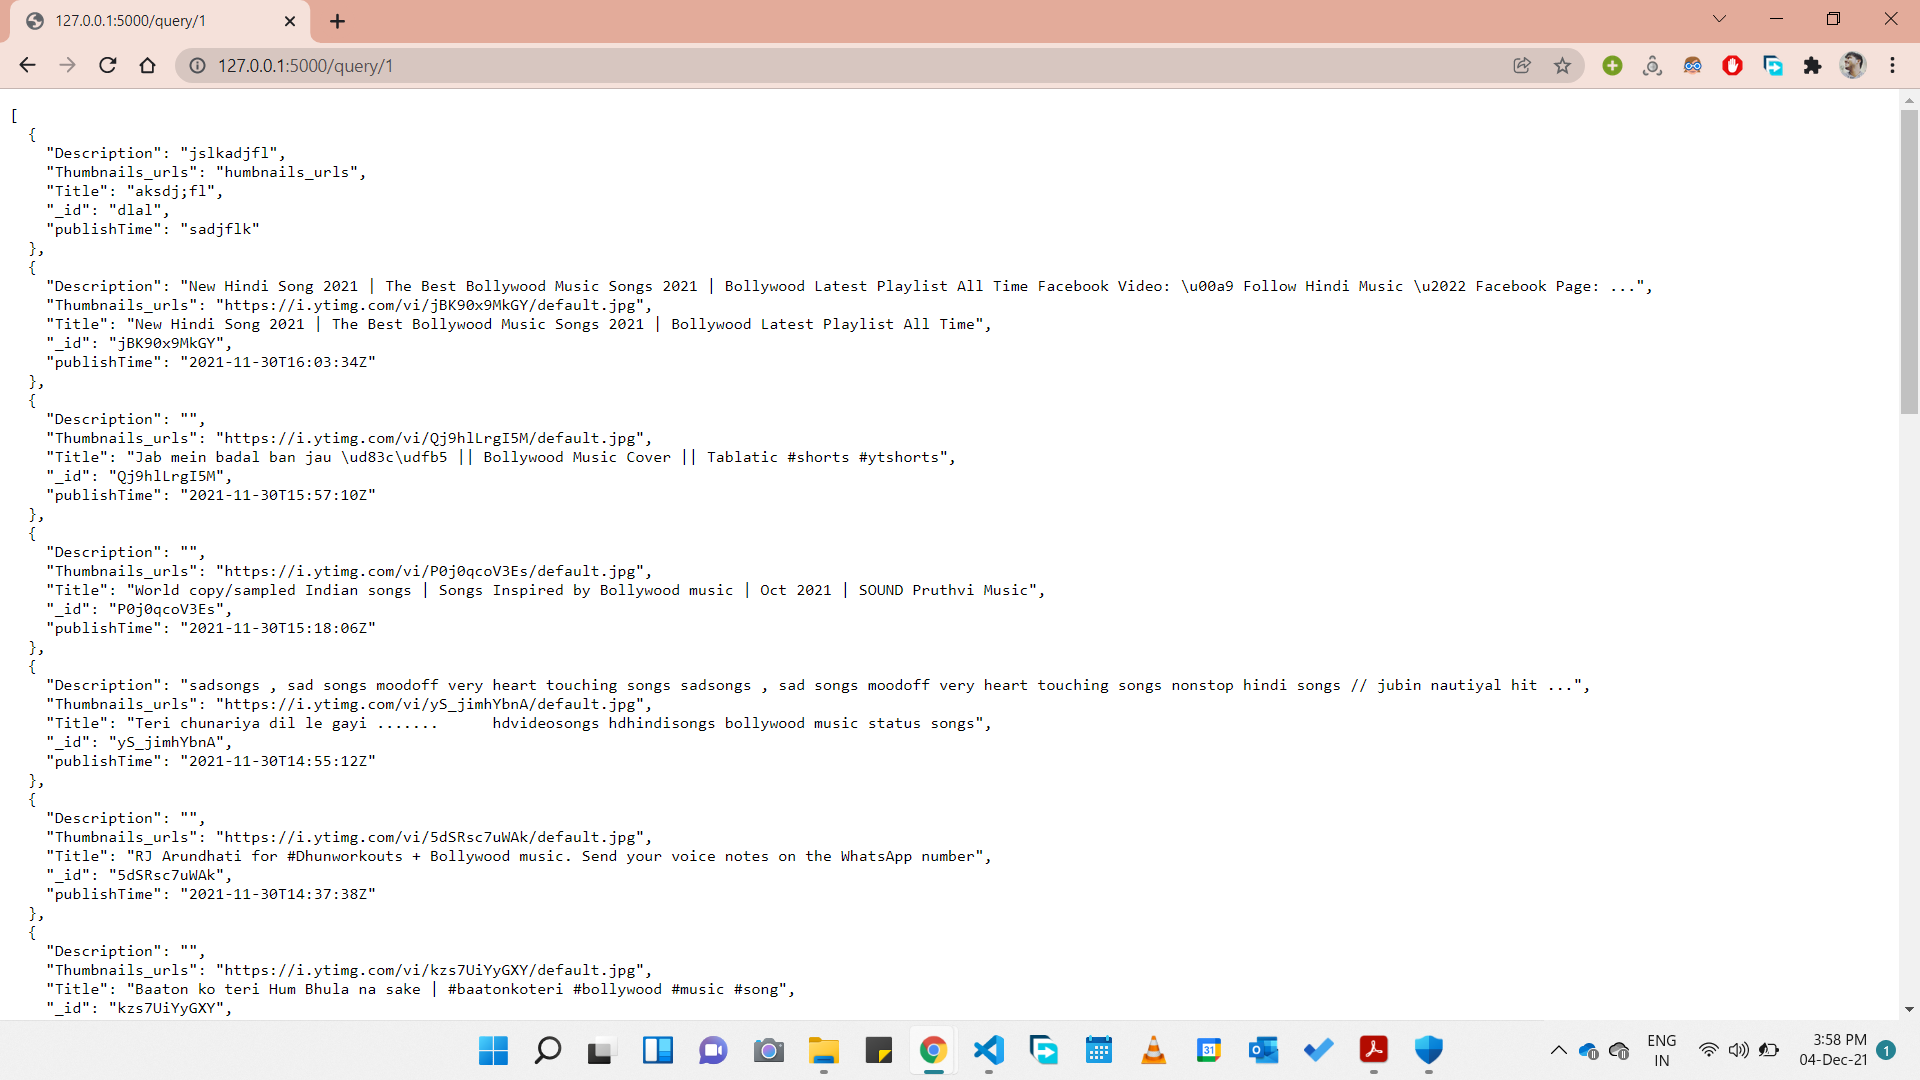 127.0.0.1:5000/query/1
127.0.0.1:5000/query/1
[
  {
    "Description": "jslkadjfl",
    "Thumbnails_urls": "humbnails_urls",
    "Title": "aksdj;fl",
    "_id": "dlal",
    "publishTime": "sadjflk"
  },
  {
    "Description": "New Hindi Song 2021 | The Best Bollywood Music Songs 2021 | Bollywood Latest Playlist All Time Facebook Video: \u00a9 Follow Hindi Music \u2022 Facebook Page: ...",
    "Thumbnails_urls": "https://i.ytimg.com/vi/jBK90x9MkGY/default.jpg",
    "Title": "New Hindi Song 2021 | The Best Bollywood Music Songs 2021 | Bollywood Latest Playlist All Time",
    "_id": "jBK90x9MkGY",
    "publishTime": "2021-11-30T16:03:34Z"
  },
  {
    "Description": "",
    "Thumbnails_urls": "https://i.ytimg.com/vi/Qj9hlLrgI5M/default.jpg",
    "Title": "Jab mein badal ban jau \ud83c\udfb5 || Bollywood Music Cover || Tablatic #shorts #ytshorts",
    "_id": "Qj9hlLrgI5M",
    "publishTime": "2021-11-30T15:57:10Z"
  },
  {
    "Description": "",
    "Thumbnails_urls": "https://i.ytimg.com/vi/P0j0qcoV3Es/default.jpg",
    "Title": "World copy/sampled Indian songs | Songs Inspired by Bollywood music | Oct 2021 | SOUND Pruthvi Music",
    "_id": "P0j0qcoV3Es",
    "publishTime": "2021-11-30T15:18:06Z"
  },
  {
    "Description": "sadsongs , sad songs moodoff very heart touching songs sadsongs , sad songs moodoff very heart touching songs nonstop hindi songs // jubin nautiyal hit ...",
    "Thumbnails_urls": "https://i.ytimg.com/vi/yS_jimhYbnA/default.jpg",
    "Title": "Teri chunariya dil le gayi .......      hdvideosongs hdhindisongs bollywood music status songs",
    "_id": "yS_jimhYbnA",
    "publishTime": "2021-11-30T14:55:12Z"
  },
  {
    "Description": "",
    "Thumbnails_urls": "https://i.ytimg.com/vi/5dSRsc7uWAk/default.jpg",
    "Title": "RJ Arundhati for #Dhunworkouts + Bollywood music. Send your voice notes on the WhatsApp number",
    "_id": "5dSRsc7uWAk",
    "publishTime": "2021-11-30T14:37:38Z"
  },
  {
    "Description": "",
    "Thumbnails_urls": "https://i.ytimg.com/vi/kzs7UiYyGXY/default.jpg",
    "Title": "Baaton ko teri Hum Bhula na sake | #baatonkoteri #bollywood #music #song",
    "_id": "kzs7UiYyGXY",
31
ENG
IN
3:58 PM
04-Dec-21
1